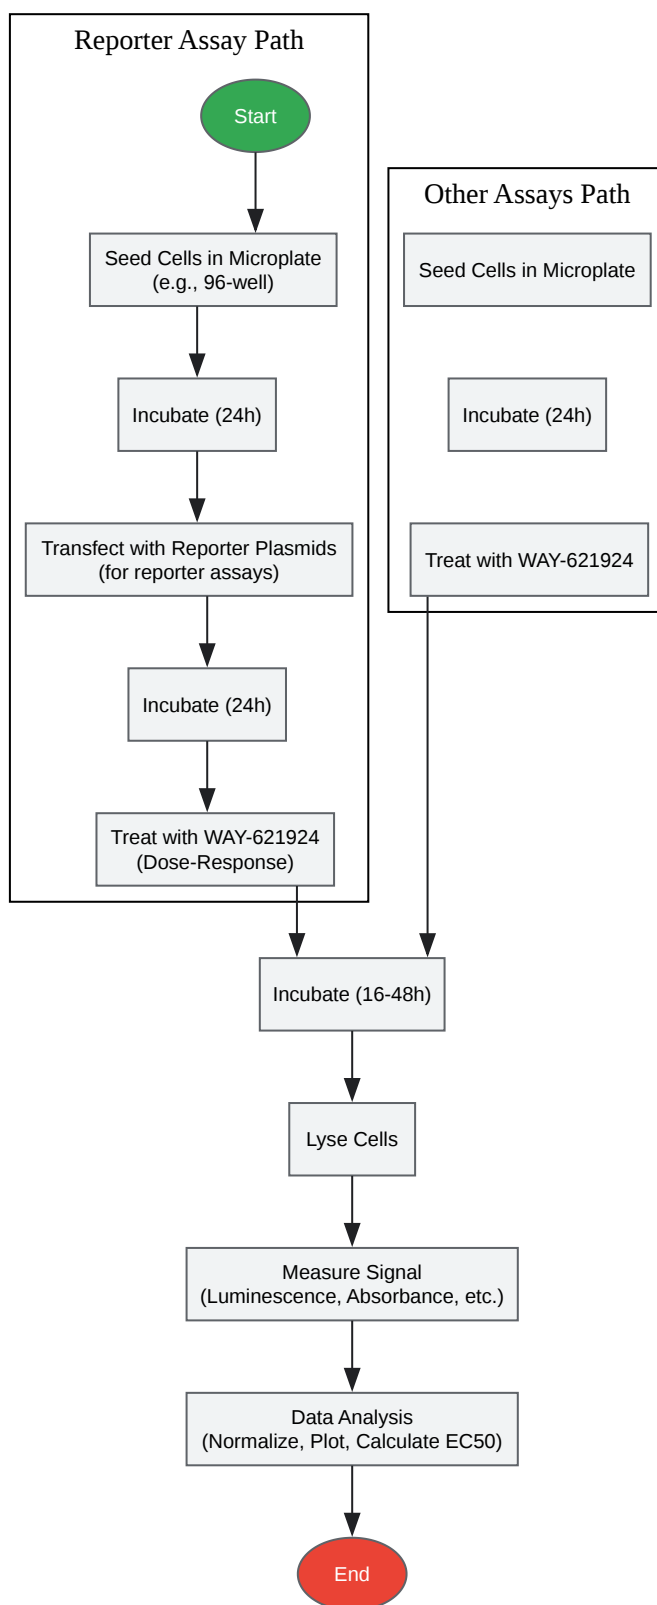 Reporter Assay Path
Start
Seed Cells in Microplate
(e.g., 96-well)
Incubate (24h)
Transfect with Reporter Plasmids
(for reporter assays)
Incubate (24h)
Treat with WAY-621924
(Dose-Response)
Other Assays Path
Seed Cells in Microplate
Incubate (24h)
Treat with WAY-621924
Incubate (16-48h)
Lyse Cells
Measure Signal
(Luminescence, Absorbance, etc.)
Data Analysis
(Normalize, Plot, Calculate EC50)
End